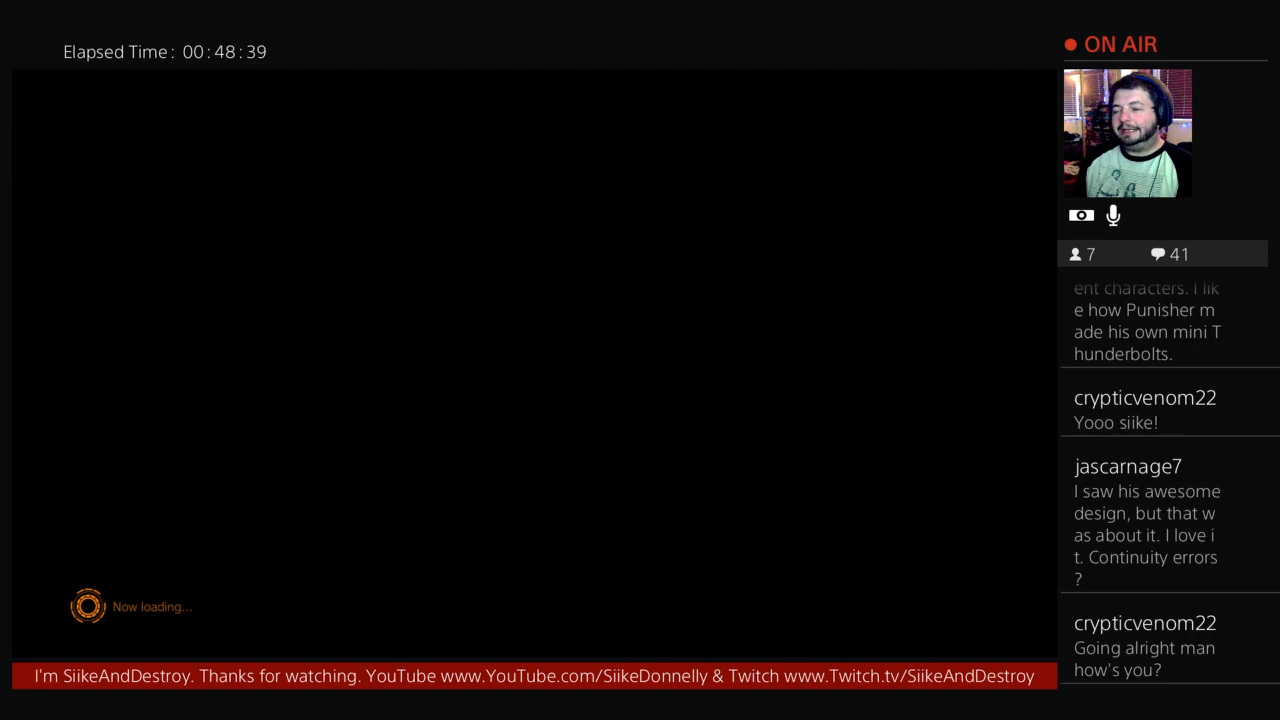 Elapsed Time: 00:48:39
ON AIR
7 41
ent characters. I lik
e how Punisher m
ade his own mini T
hunderbolts.
crypticvenom22
Yooo siike!
jascarnage7
I saw his awesome
design, but that w
as about it. I love i
t. Continuity errors
?
crypticvenom22
Going alright man
how's you?
Now loading...
I'm SiikeAndDestroy. Thanks for watching. YouTube www.YouTube.com/SiikeDonnelly & Twitch www.Twitch.tv/SiikeAndDestroy